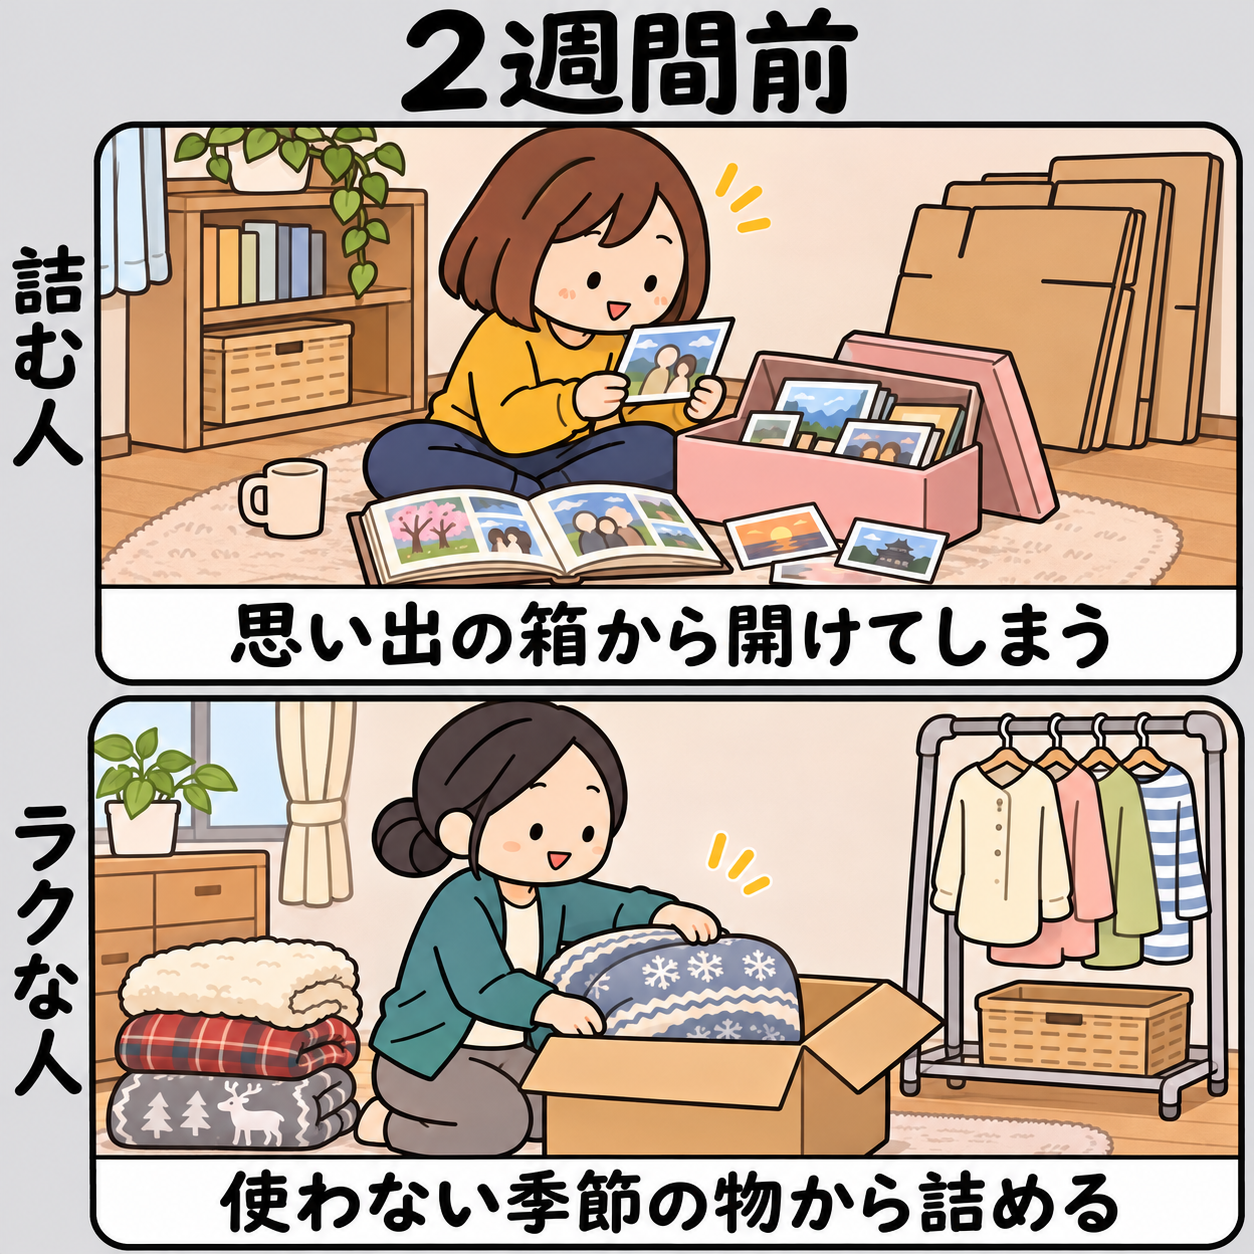 2週間前
詰む人
思い出の箱から開けてしまう
ラクな人
使わない季節の物から詰める